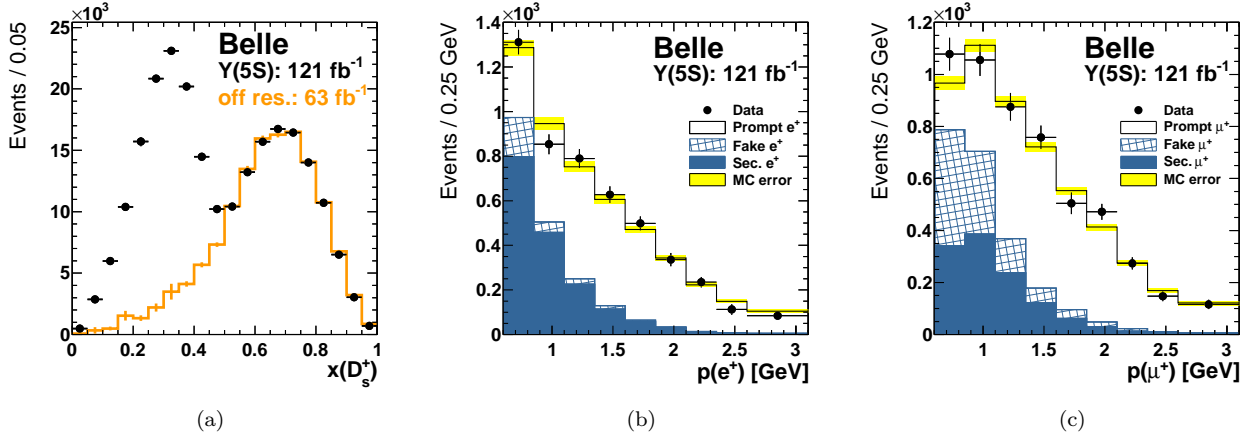 ×10³
Events / 0.05
Belle
Υ(5S): 121 fb⁻¹
off res.: 63 fb⁻¹
25
20
15
10
5
0
0 0.2 0.4 0.6 0.8 1
x(D⁺ₛ)
(a)
×10³
Events / 0.25 GeV
Belle
Υ(5S): 121 fb⁻¹
Data
Prompt e⁺
Fake e⁺
Sec. e⁺
MC error
1.4
1.2
1
0.8
0.6
0.4
0.2
0
1 1.5 2 2.5 3
p(e⁺) [GeV]
(b)
×10³
Events / 0.25 GeV
Belle
Υ(5S): 121 fb⁻¹
Data
Prompt μ⁺
Fake μ⁺
Sec. μ⁺
MC error
1.2
1
0.8
0.6
0.4
0.2
0
1 1.5 2 2.5 3
p(μ⁺) [GeV]
(c)